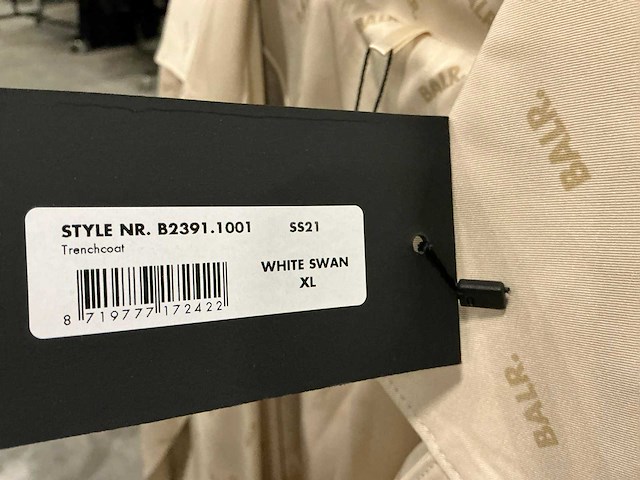 STYLE NR. B2391.1001 SS21
Trenchcoat
WHITE SWAN
XL
8 719777 172422
BALR.
BALR.
BALR.